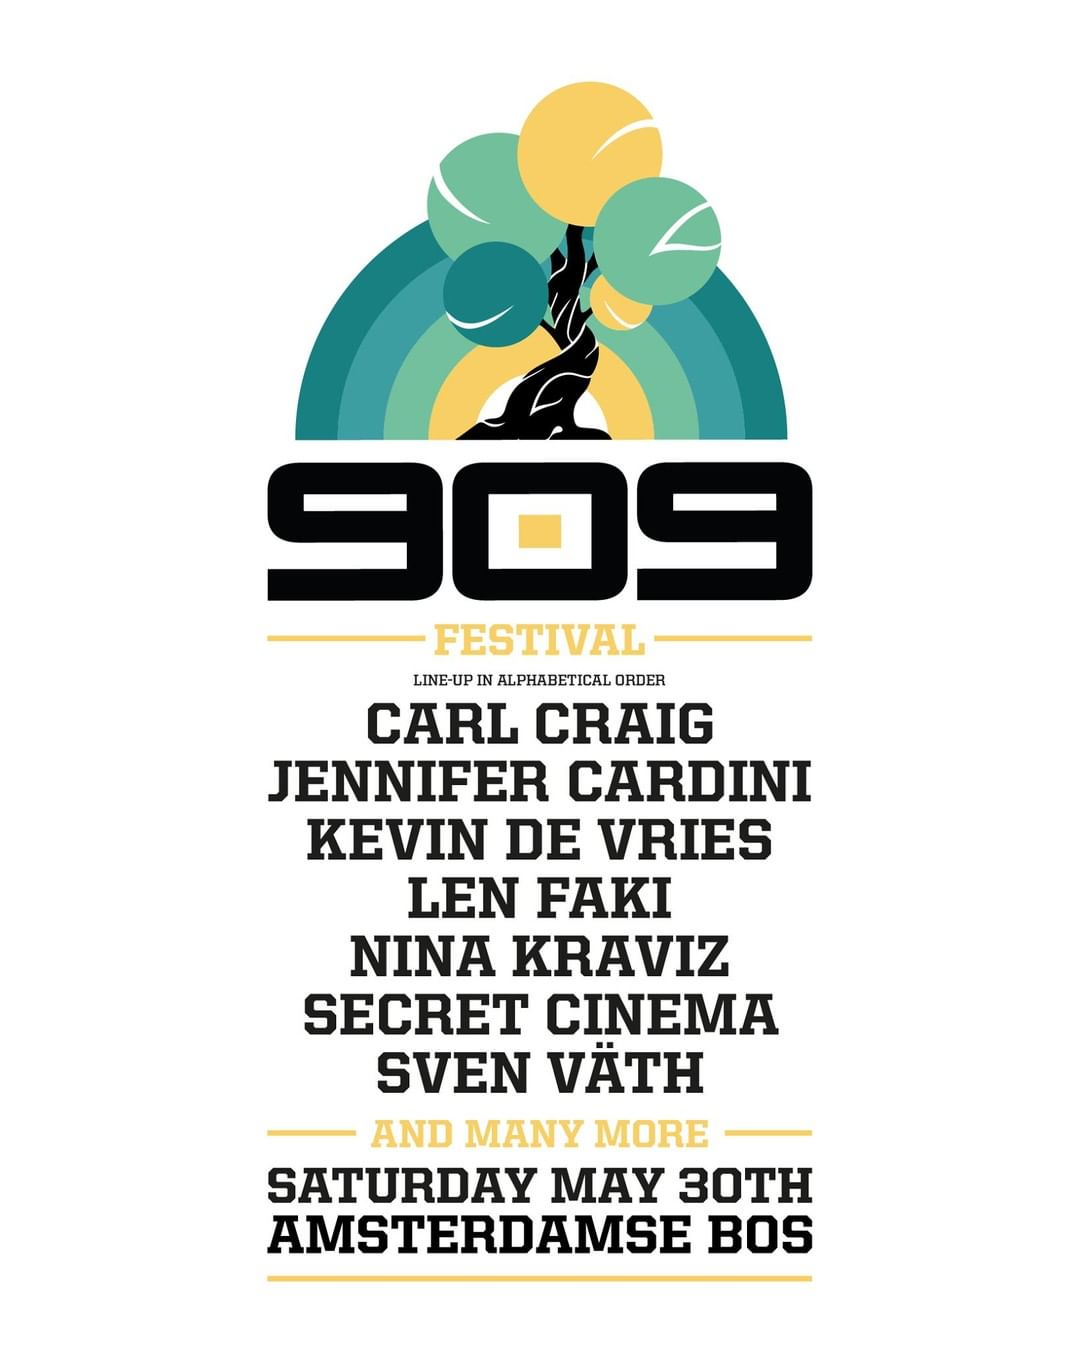 909
FESTIVAL
LINE-UP IN ALPHABETICAL ORDER
CARL CRAIG
JENNIFER CARDINI
KEVIN DE VRIES
LEN FAKI
NINA KRAVIZ
SECRET CINEMA
SVEN VÄTH
AND MANY MORE
SATURDAY MAY 30TH
AMSTERDAMSE BOS